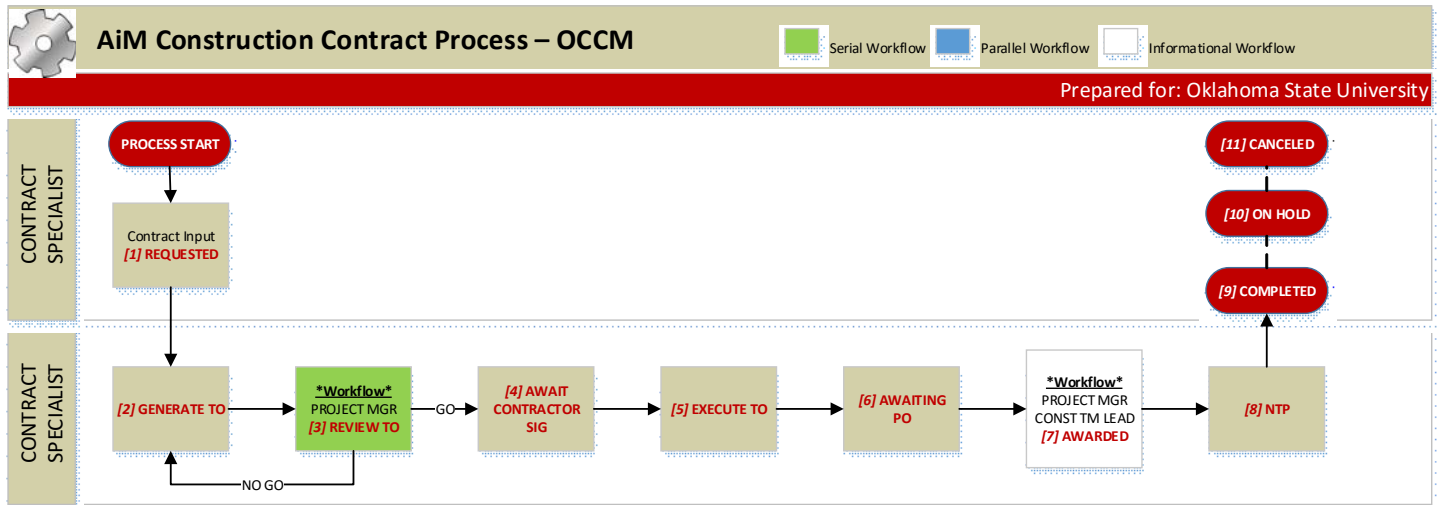 AiM Construction Contract Process – OCCM
Serial Workflow
Parallel Workflow
Informational Workflow
Prepared for: Oklahoma State University
CONTRACT
SPECIALIST
PROCESS START
Contract Input
[1] REQUESTED
[11] CANCELED
[10] ON HOLD
[9] COMPLETED
CONTRACT
SPECIALIST
[2] GENERATE TO
*Workflow*
PROJECT MGR
[3] REVIEW TO
GO
NO GO
[4] AWAIT
CONTRACTOR
SIG
[5] EXECUTE TO
[6] AWAITING
PO
*Workflow*
PROJECT MGR
CONST TM LEAD
[7] AWARDED
[8] NTP